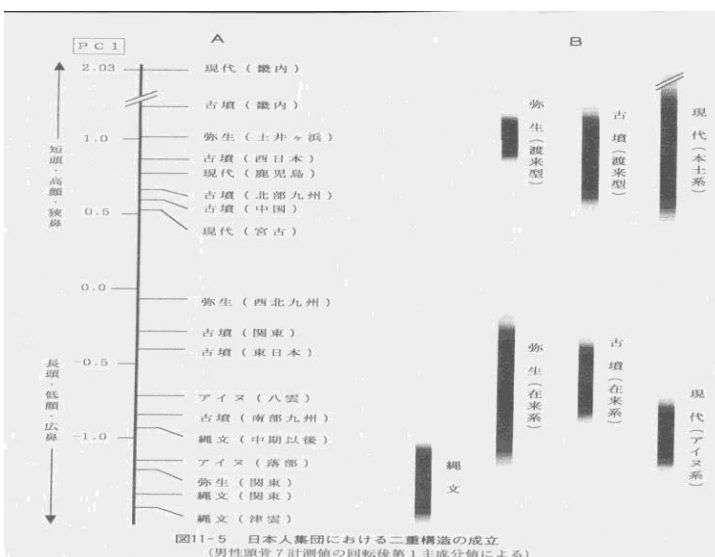 PC1
A
B
2.03
1.0
0.5
0.0
-0.5
-1.0
短頭・高顔・狭鼻
長頭・低顔・広鼻
現代（畿内）
古墳（畿内）
弥生（土井ヶ浜）
古墳（西日本）
現代（鹿児島）
古墳（北部九州）
古墳（中国）
現代（宮古）
弥生（西北九州）
古墳（関東）
古墳（東日本）
アイヌ（八雲）
古墳（南部九州）
縄文（中期以後）
アイヌ（落部）
弥生（関東）
縄文（関東）
縄文（津雲）
弥生（渡来型）
古墳（渡来型）
現代（本土系）
縄文
弥生（在来系）
古墳（在来系）
現代（アイヌ系）
図11-5 日本人集団における二重構造の成立
（男性頭骨7計測値の回転後第1主成分値による）